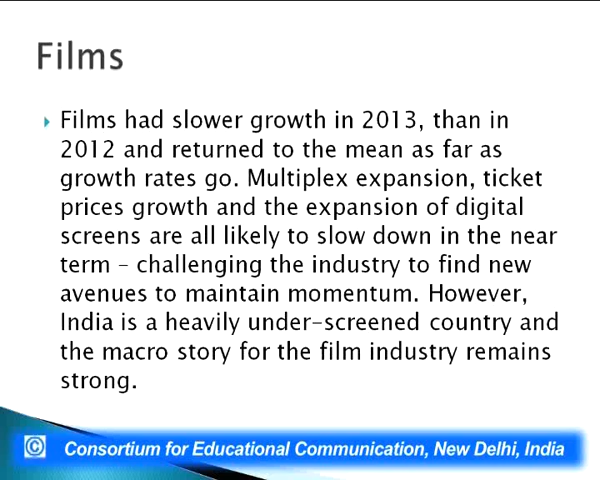 Films
Films had slower growth in 2013, than in
2012 and returned to the mean as far as
growth rates go. Multiplex expansion, ticket
prices growth and the expansion of digital
screens are all likely to slow down in the near
term – challenging the industry to find new
avenues to maintain momentum. However,
India is a heavily under-screened country and
the macro story for the film industry remains
strong.
© Consortium for Educational Communication, New Delhi, India